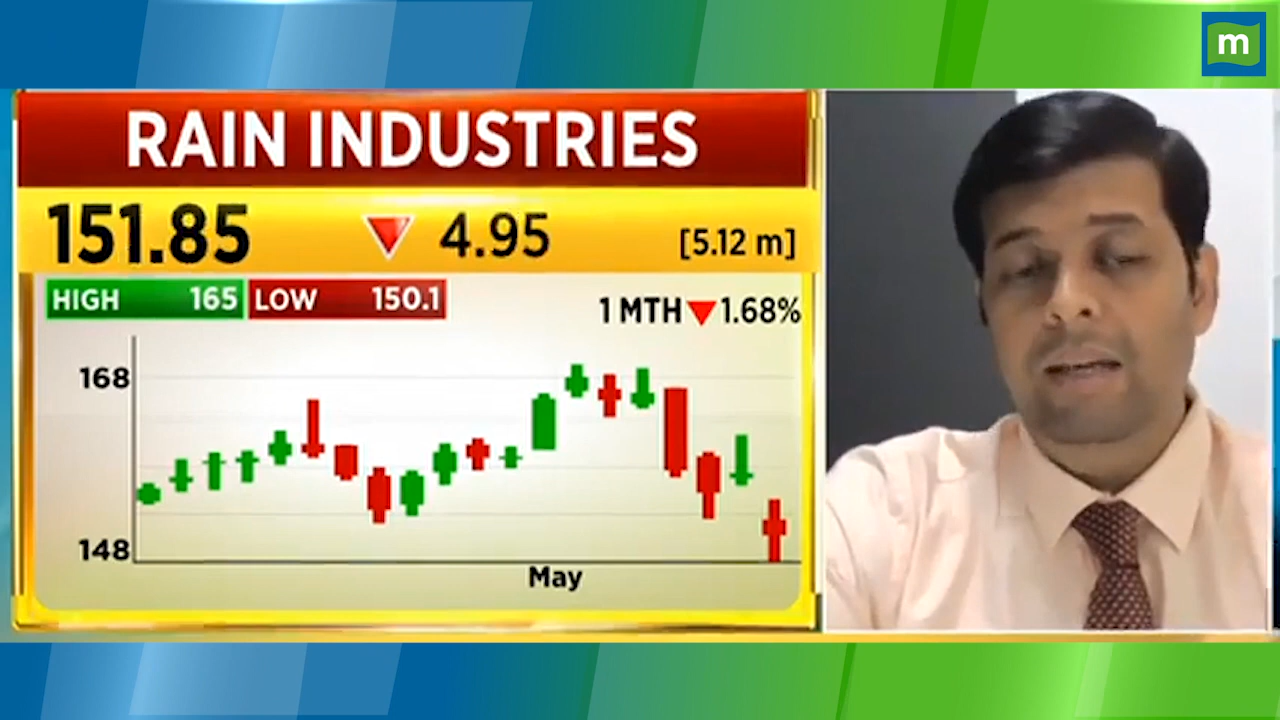 m
RAIN INDUSTRIES
151.85 ▼ 4.95 [5.12 m]
HIGH 165 LOW 150.1
1 MTH▼1.68%
168
148
May